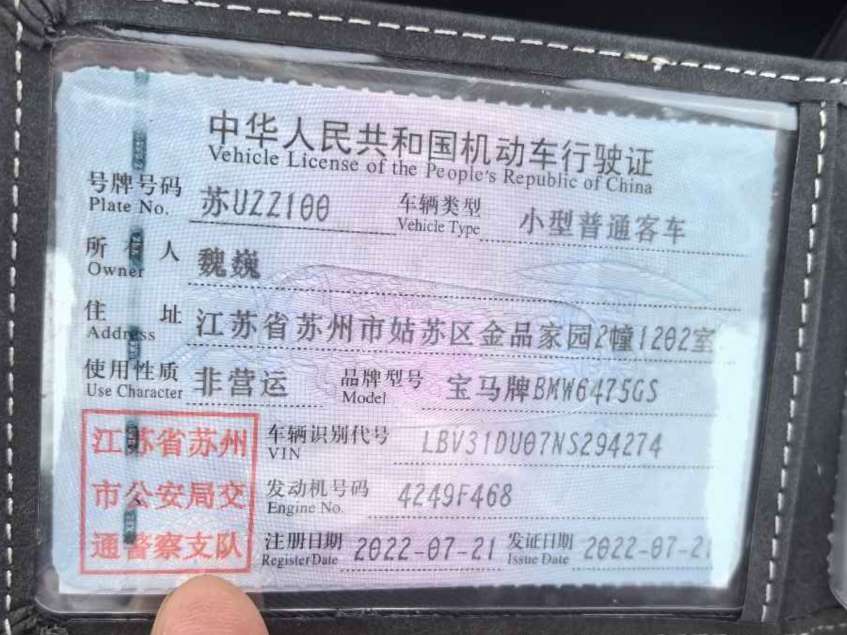 中华人民共和国机动车行驶证
Vehicle License of the People's Republic of China
号牌号码 苏UZZ100 车辆类型 小型普通客车
Plate No. Vehicle Type
所有人 魏巍
Owner
住址 江苏省苏州市姑苏区金品家园2幢1202室
Address
使用性质 非营运 品牌型号 宝马牌BMW6475GS
Use Character Model
江苏省苏州 车辆识别代号 LBV31DU07NS294274
VIN
市公安局交 发动机号码 4249F468
Engine No.
通警察支队 注册日期 2022-07-21 发证日期 2022-07-21
Register Date Issue Date